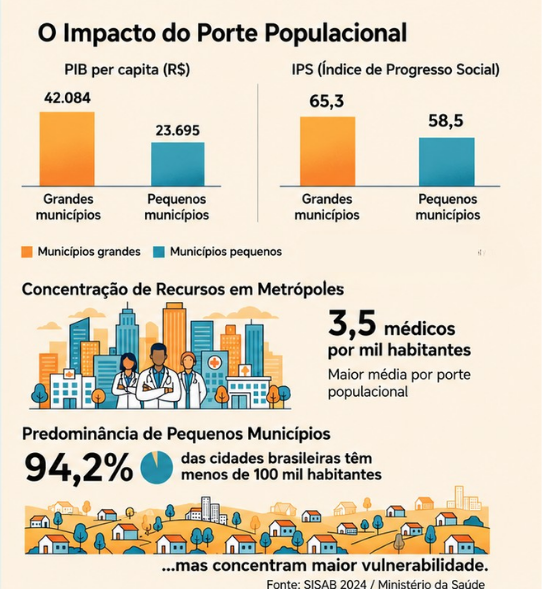 O Impacto do Porte Populacional
PIB per capita (R$)
42.084
23.695
Grandes
municípios
Pequenos
municípios
IPS (Índice de Progresso Social)
65,3
58,5
Grandes
municípios
Pequenos
municípios
Municípios grandes
Municípios pequenos
Concentração de Recursos em Metrópoles
3,5 médicos
por mil habitantes
Maior média por porte
populacional
Predominância de Pequenos Municípios
94,2%
das cidades brasileiras têm
menos de 100 mil habitantes
...mas concentram maior vulnerabilidade.
Fonte: SISAB 2024 / Ministério da Saúde